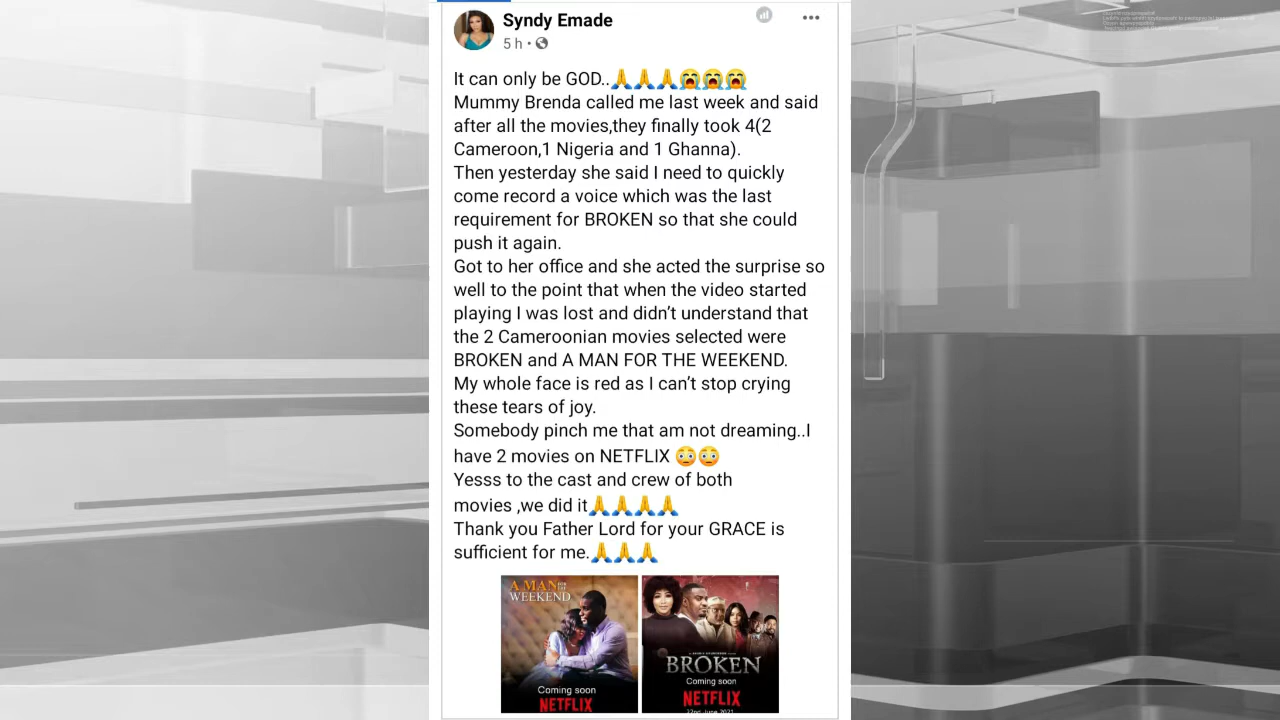 Syndy Emade
5 h ·
It can only be GOD..🙏🙏🙏😭😭😭
Mummy Brenda called me last week and said
after all the movies,they finally took 4(2
Cameroon,1 Nigeria and 1 Ghanna).
Then yesterday she said I need to quickly
come record a voice which was the last
requirement for BROKEN so that she could
push it again.
Got to her office and she acted the surprise so
well to the point that when the video started
playing I was lost and didn’t understand that
the 2 Cameroonian movies selected were
BROKEN and A MAN FOR THE WEEKEND.
My whole face is red as I can’t stop crying
these tears of joy.
Somebody pinch me that am not dreaming..I
have 2 movies on NETFLIX 😳😳
Yesss to the cast and crew of both
movies ,we did it🙏🙏🙏🙏
Thank you Father Lord for your GRACE is
sufficient for me.🙏🙏🙏
A MAN FOR THE
WEEKEND
Coming soon
NETFLIX
BROKEN
Coming soon
NETFLIX
22nd June 2021